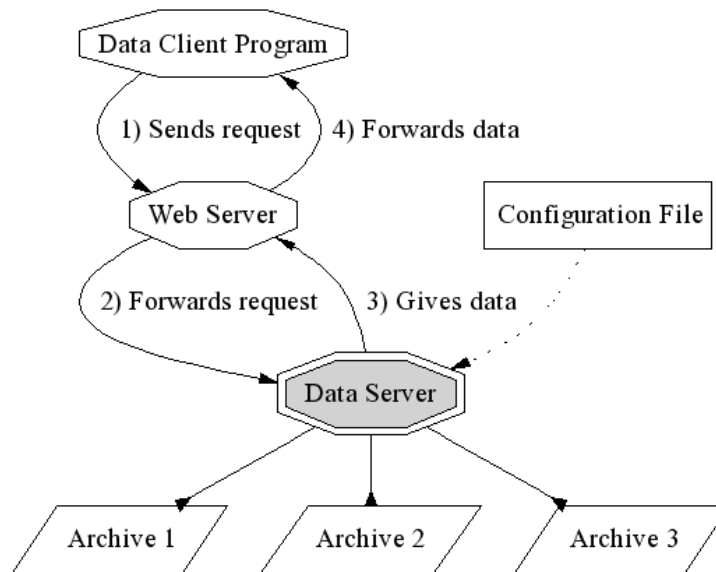 Data Client Program
1) Sends request
4) Forwards data
Web Server
Configuration File
2) Forwards request
3) Gives data
Data Server
Archive 1
Archive 2
Archive 3